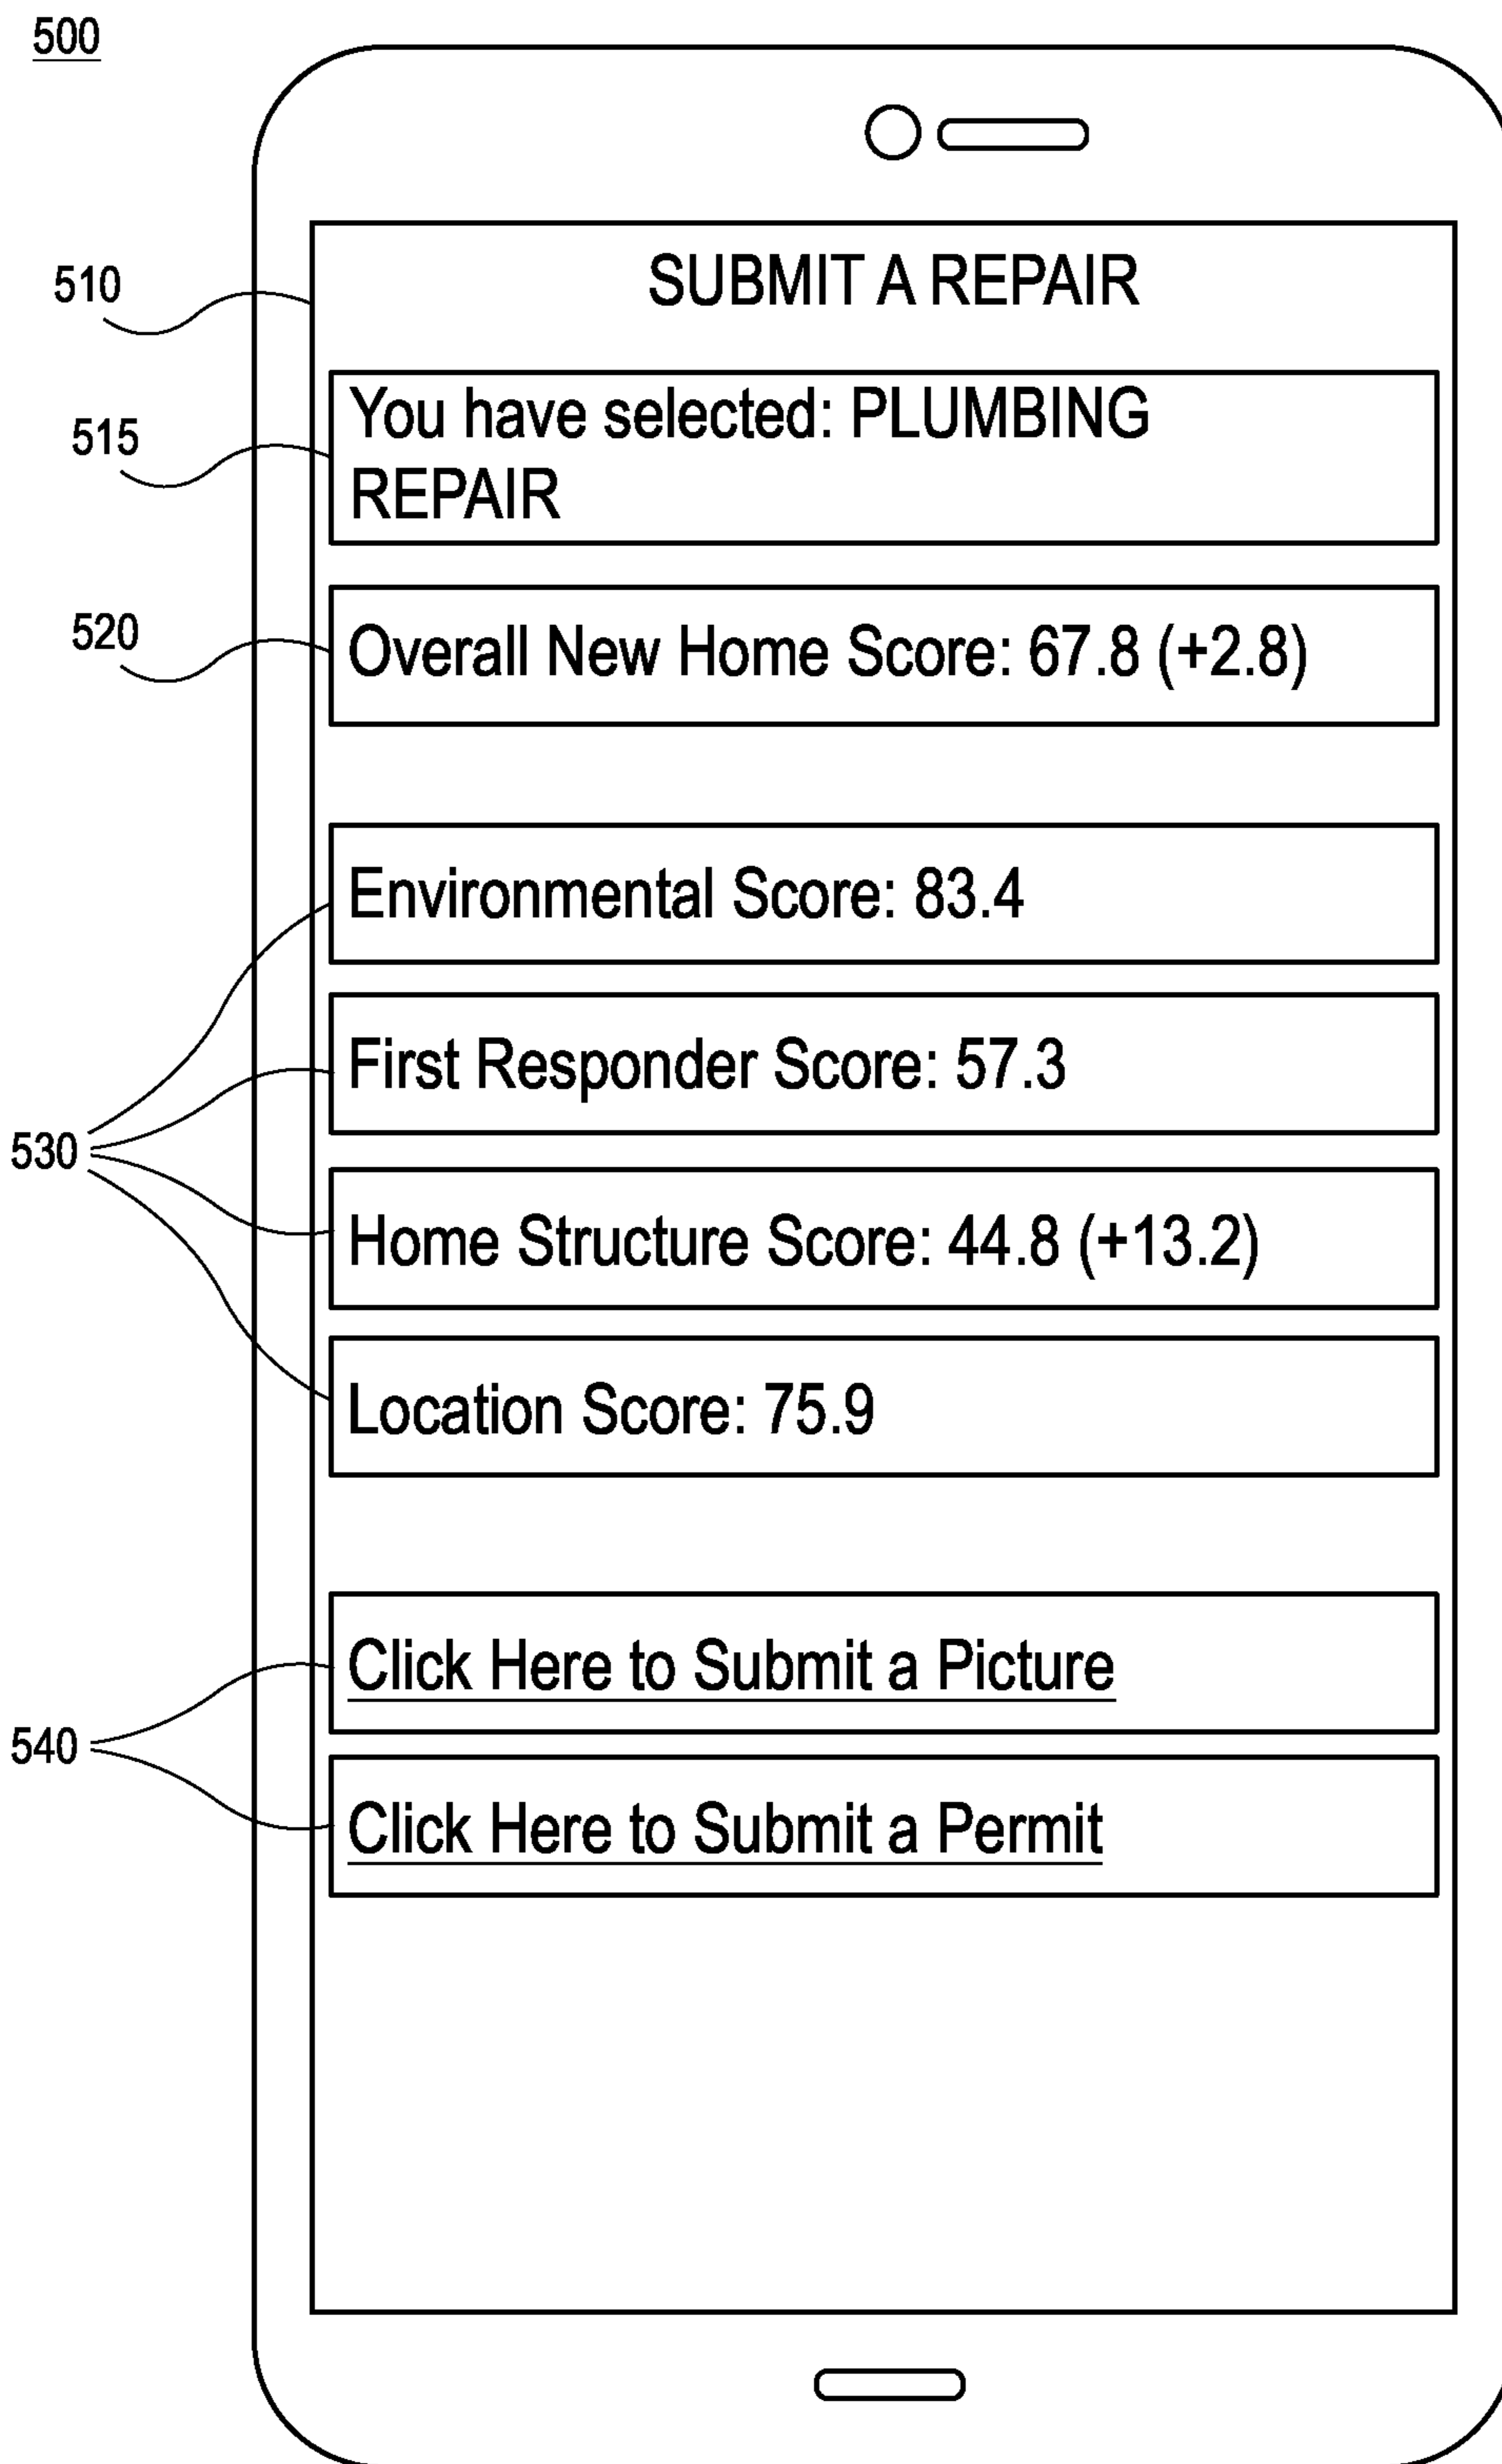 500
510
SUBMIT A REPAIR
515
You have selected: PLUMBING
REPAIR
520
Overall New Home Score: 67.8 (+2.8)
Environmental Score: 83.4
First Responder Score: 57.3
530
Home Structure Score: 44.8 (+13.2)
Location Score: 75.9
Click Here to Submit a Picture
540
Click Here to Submit a Permit